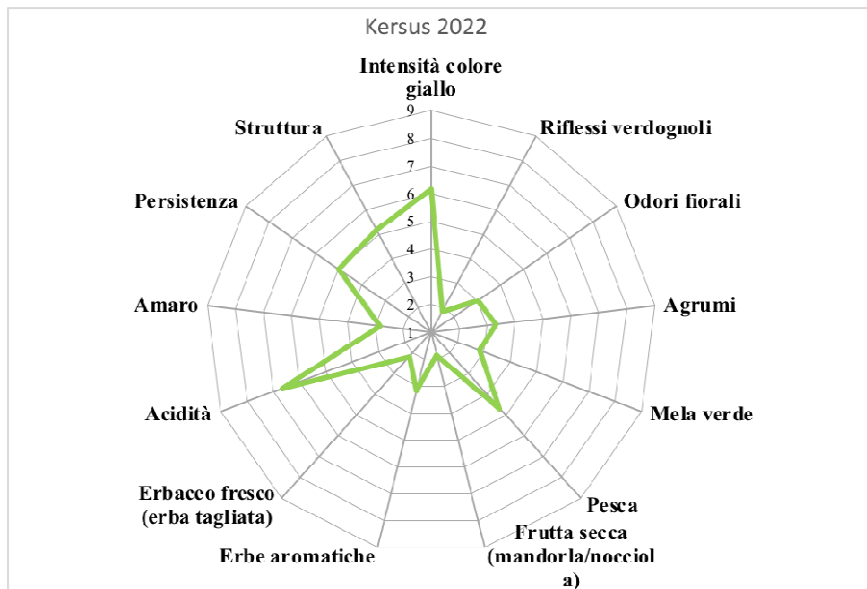 Kersus 2022
Intensità colore
giallo
9
8
7
6
5
4
3
2
1
Riflessi verdognoli
Odori fiorali
Agrumi
Mela verde
Pesca
Frutta secca
(mandorla/nocciol
a)
Erbe aromatiche
Erbacco fresco
(erba tagliata)
Acidità
Amaro
Persistenza
Struttura